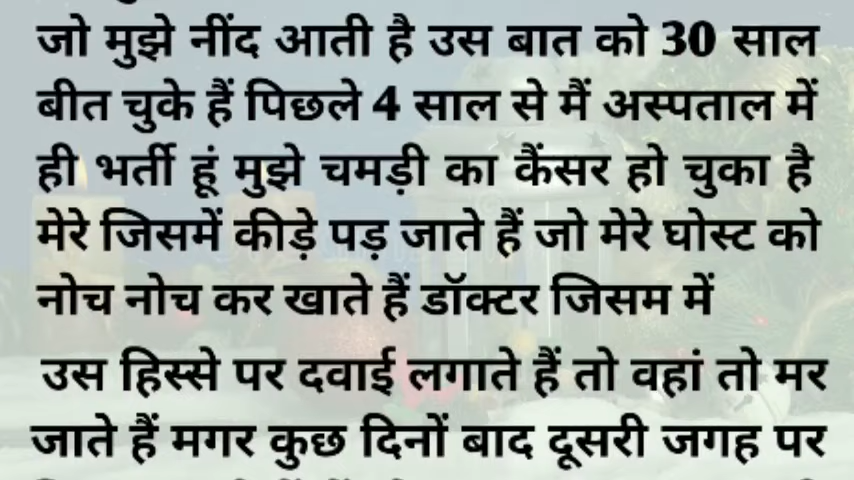 जो मुझे नींद आती है उस बात को 30 साल
बीत चुके हैं पिछले 4 साल से मैं अस्पताल में
ही भर्ती हूं मुझे चमड़ी का कैंसर हो चुका है
मेरे जिसमें कीड़े पड़ जाते हैं जो मेरे घोस्ट को
नोच नोच कर खाते हैं डॉक्टर जिसम में
उस हिस्से पर दवाई लगाते हैं तो वहां तो मर
जाते हैं मगर कुछ दिनों बाद दूसरी जगह पर